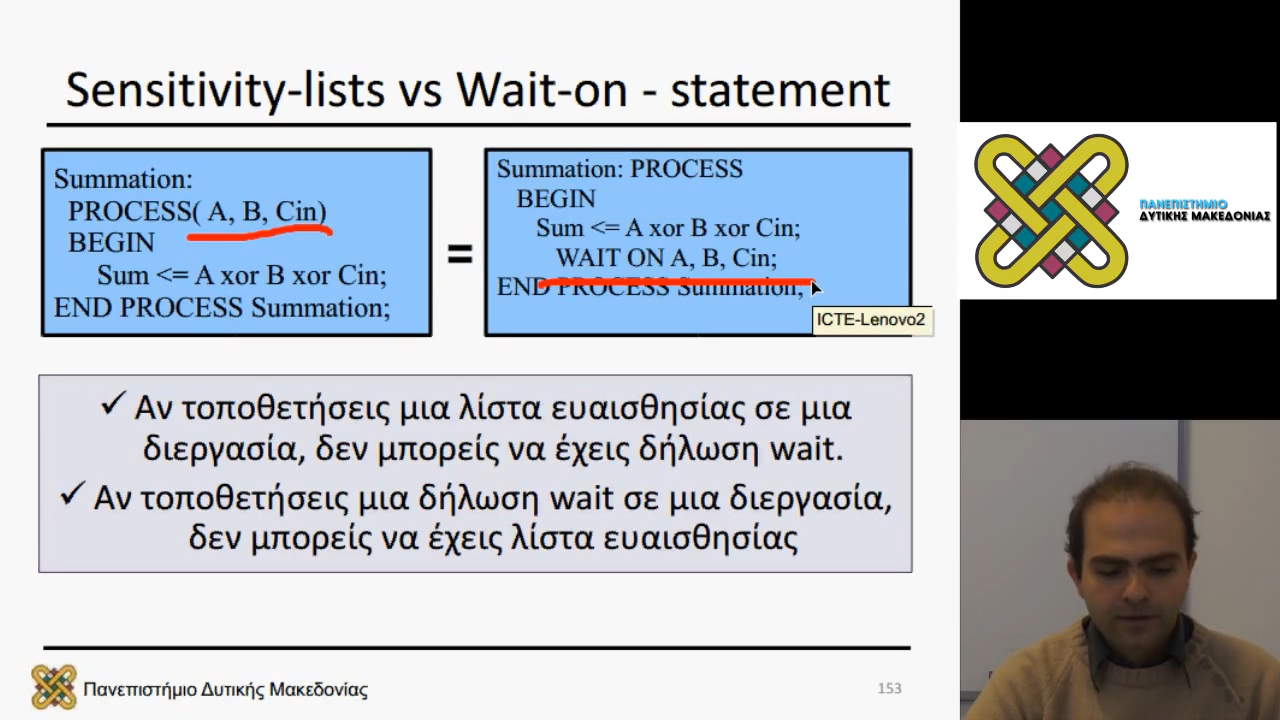 Sensitivity-lists vs Wait-on - statement
Summation:
PROCESS( A, B, Cin)
BEGIN
Sum <= A xor B xor Cin;
END PROCESS Summation;
=
Summation: PROCESS
BEGIN
Sum <= A xor B xor Cin;
WAIT ON A, B, Cin;
END PROCESS Summation;
ICTE-Lenovo2
✓ Αν τοποθετήσεις μια λίστα ευαισθησίας σε μια
διεργασία, δεν μπορείς να έχεις δήλωση wait.
✓ Αν τοποθετήσεις μια δήλωση wait σε μια διεργασία,
δεν μπορείς να έχεις λίστα ευαισθησίας
Πανεπιστήμιο Δυτικής Μακεδονίας
153
ΠΑΝΕΠΙΣΤΗΜΙΟ
ΔΥΤΙΚΗΣ ΜΑΚΕΔΟΝΙΑΣ